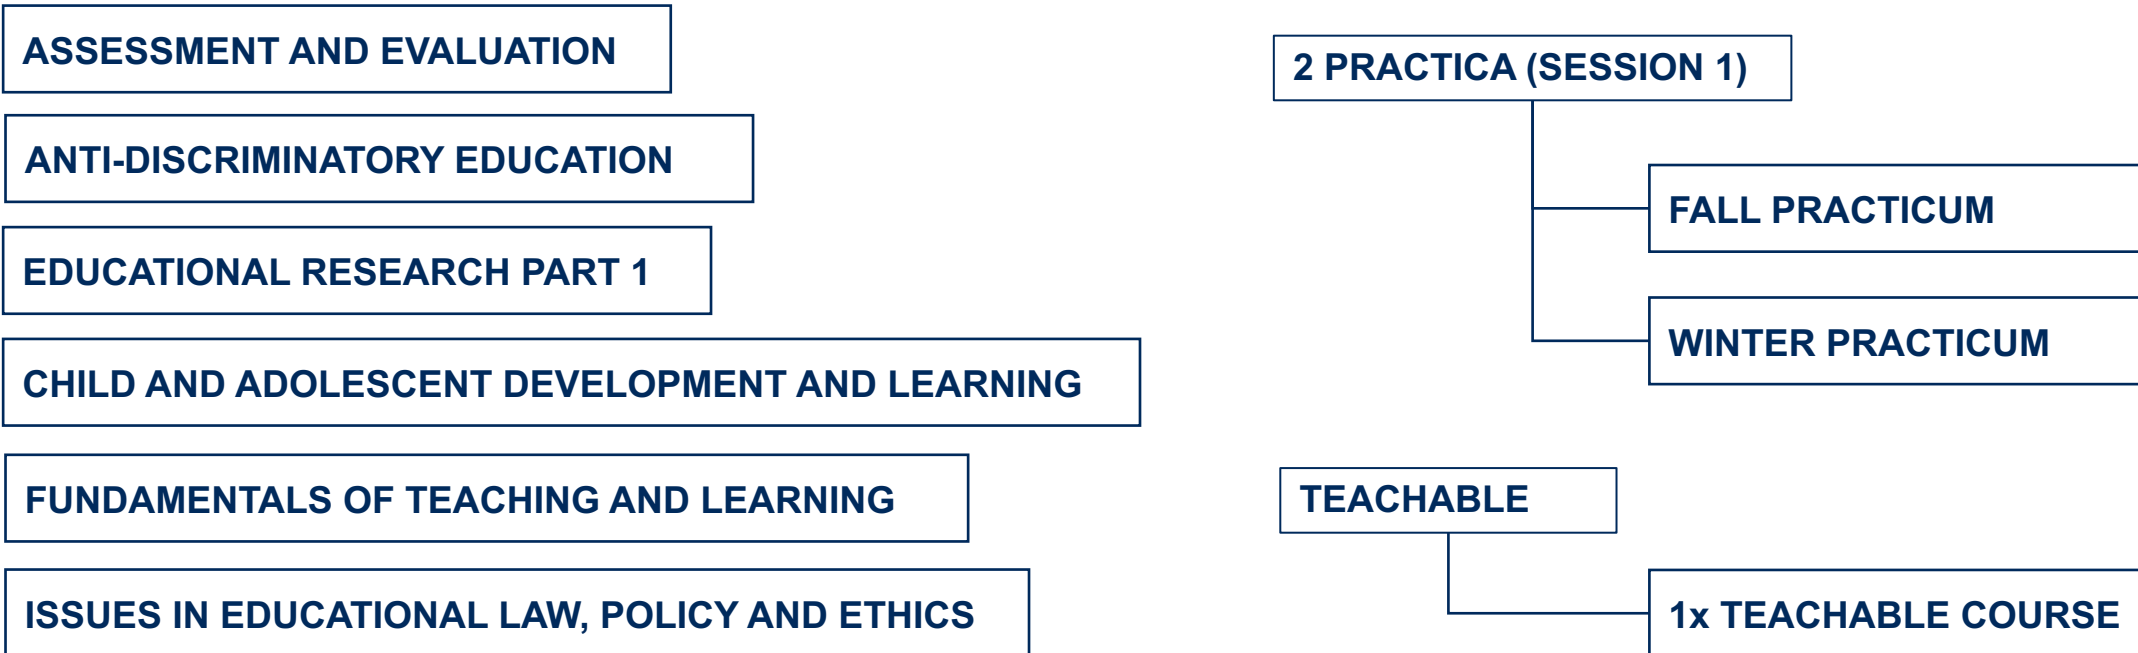 ASSESSMENT AND EVALUATION
ANTI-DISCRIMINATORY EDUCATION
EDUCATIONAL RESEARCH PART 1
CHILD AND ADOLESCENT DEVELOPMENT AND LEARNING
FUNDAMENTALS OF TEACHING AND LEARNING
ISSUES IN EDUCATIONAL LAW, POLICY AND ETHICS
2 PRACTICA (SESSION 1)
FALL PRACTICUM
WINTER PRACTICUM
TEACHABLE
1x TEACHABLE COURSE